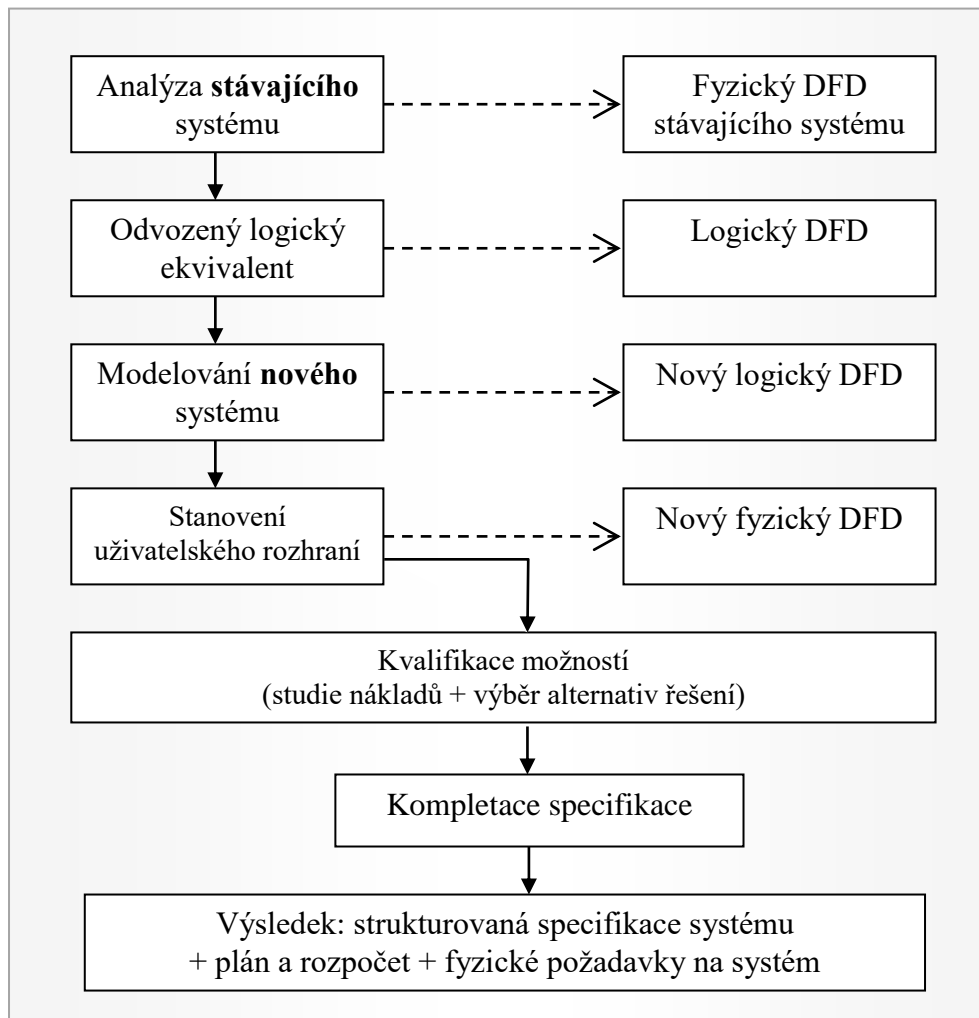 Analýza stávajícího
systému
Fyzický DFD
stávajícího systému
Odvozený logický
ekvivalent
Logický DFD
Modelování nového
systému
Nový logický DFD
Stanovení
uživatelského rozhraní
Nový fyzický DFD
Kvalifikace možností
(studie nákladů + výběr alternativ řešení)
Kompletace specifikace
Výsledek: strukturovaná specifikace systému
+ plán a rozpočet + fyzické požadavky na systém